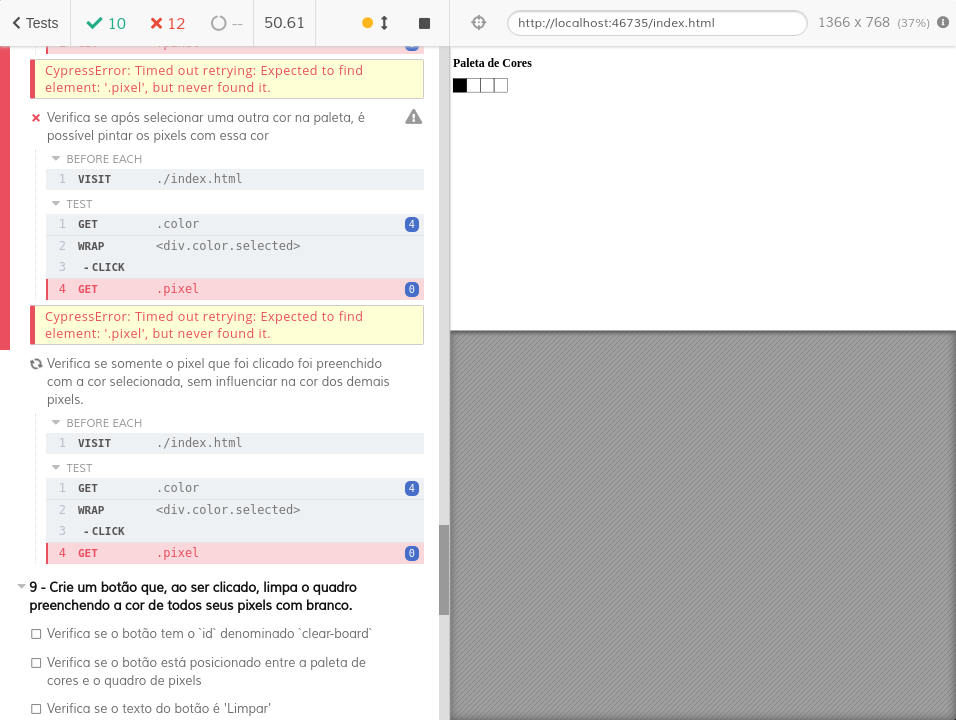 Tests
10
12
--
50.61
http://localhost:46735/index.html
1366 x 768 (37%)
CypressError: Timed out retrying: Expected to find
element: '.pixel', but never found it.
Verifica se após selecionar uma outra cor na paleta, é
possível pintar os pixels com essa cor
BEFORE EACH
1 VISIT ./index.html
TEST
1 GET .color 4
2 WRAP <div.color.selected>
3 - CLICK
4 GET .pixel 0
CypressError: Timed out retrying: Expected to find
element: '.pixel', but never found it.
Verifica se somente o pixel que foi clicado foi preenchido
com a cor selecionada, sem influenciar na cor dos demais
pixels.
BEFORE EACH
1 VISIT ./index.html
TEST
1 GET .color 4
2 WRAP <div.color.selected>
3 - CLICK
4 GET .pixel 0
9 - Crie um botão que, ao ser clicado, limpa o quadro
preenchendo a cor de todos seus pixels com branco.
Verifica se o botão tem o `id` denominado `clear-board`
Verifica se o botão está posicionado entre a paleta de
cores e o quadro de pixels
Verifica se o texto do botão é 'Limpar'
Paleta de Cores